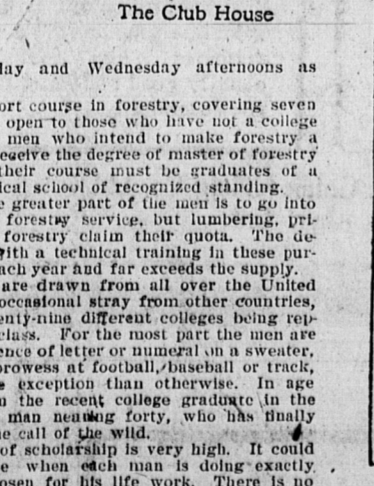 The Club House
day and Wednesday afternoons as
ort course in forestry, covering seven
open to those who have not a college
men who intend to make forestry a
receive the degree of master of forestry
their course must be graduates of a
ical school of recognized standing.
e greater part of the men is to go into
forestry service, but lumbering, pri-
forestry claim their quota. The de-
with a technical training in these pur-
ach year and far exceeds the supply.
are drawn from all over the United
occasional stray from other countries,
enty-nine different colleges being rep-
class. For the most part the men are
ence of letter or numeral on a sweater,
prowess at football, baseball or track,
e exception than otherwise. In age
m the recent college graduate in the
man nearing forty, who has finally
e call of the wild.
of scholarship is very high. It could
e when each man is doing exactly
osen for his life work. There is no